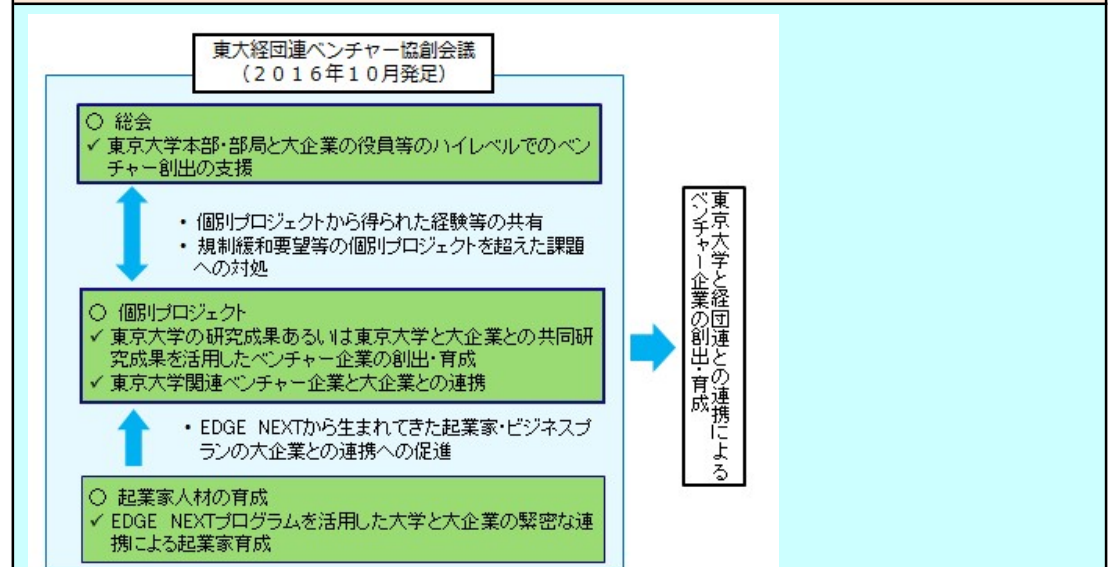 東大経団連ベンチャー協創会議
（２０１６年１０月発足）
○ 総会
✓ 東京大学本部・部局と大企業の役員等のハイレベルでのベン
チャー創出の支援
・ 個別プロジェクトから得られた経験等の共有
・ 規制緩和要望等の個別プロジェクトを超えた課題
への対処
○ 個別プロジェクト
✓ 東京大学の研究成果あるいは東京大学と大企業との共同研
究成果を活用したベンチャー企業の創出・育成
✓ 東京大学関連ベンチャー企業と大企業との連携
・ EDGE NEXTから生まれてきた起業家・ビジネスプ
ランの大企業との連携への促進
○ 起業家人材の育成
✓ EDGE NEXTプログラムを活用した大学と大企業の緊密な連
携による起業家育成
東京大学と経団連との連携による
ベンチャー企業の創出・育成